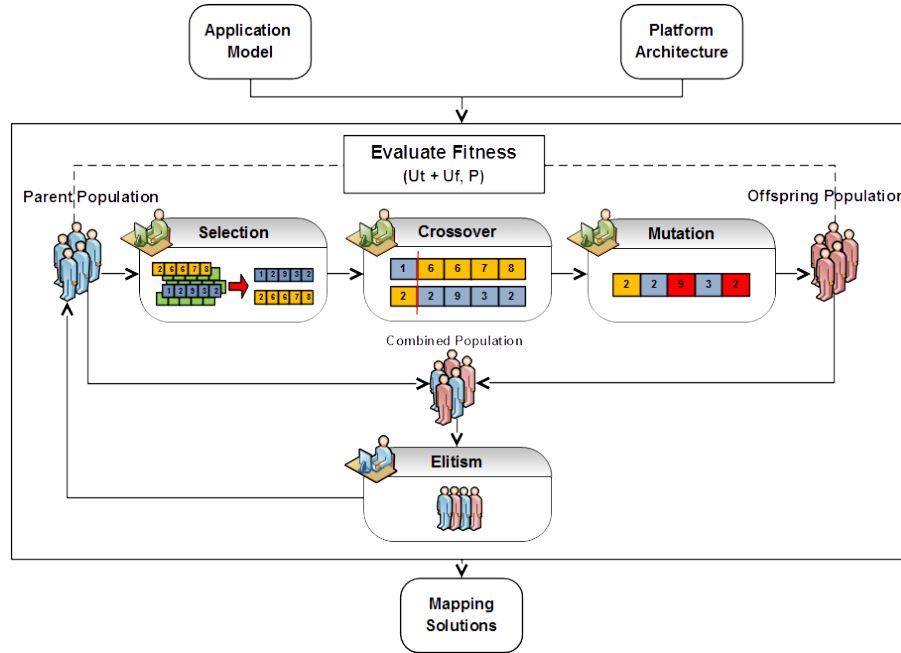 Application
Model
Platform
Architecture
Evaluate Fitness
(Ut + Uf, P)
Parent Population
Offspring Population
Selection
Crossover
Mutation
2 6 6 7 8
1 2 9 3 2
1 2 9 3 2
2 6 6 7 8
1 6 6 7 8
2 2 9 3 2
2 2 9 3 2
Combined Population
Elitism
Mapping
Solutions